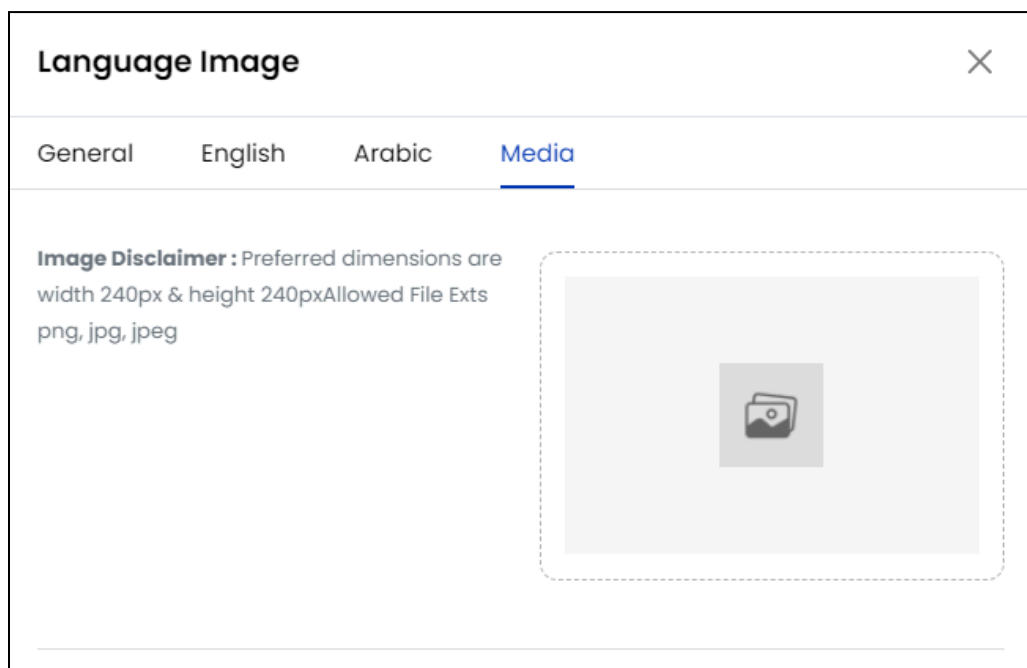 Language Image
General English Arabic Media
Image Disclaimer : Preferred dimensions are
width 240px & height 240pxAllowed File Exts
png, jpg, jpeg